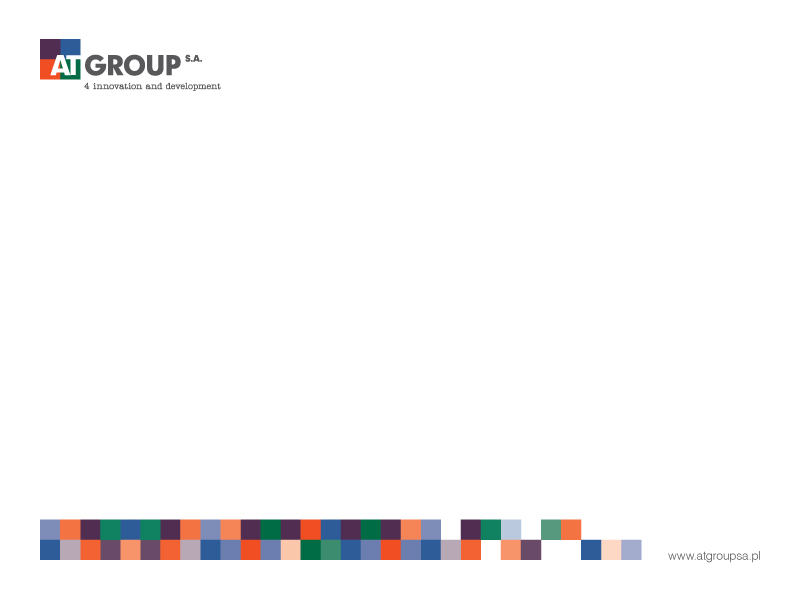 AT GROUP S.A.
4 innovation and development
www.atgroupsa.pl